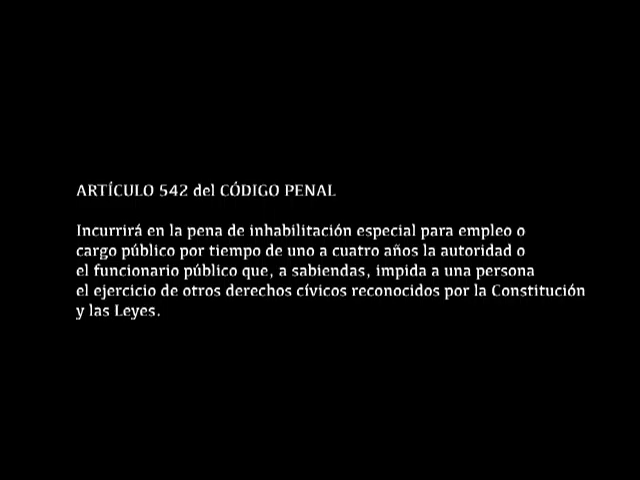 ARTÍCULO 542 del CÓDIGO PENAL
Incurrirá en la pena de inhabilitación especial para empleo o
cargo público por tiempo de uno a cuatro años la autoridad o
el funcionario público que, a sabiendas, impida a una persona
el ejercicio de otros derechos cívicos reconocidos por la Constitución
y las Leyes.